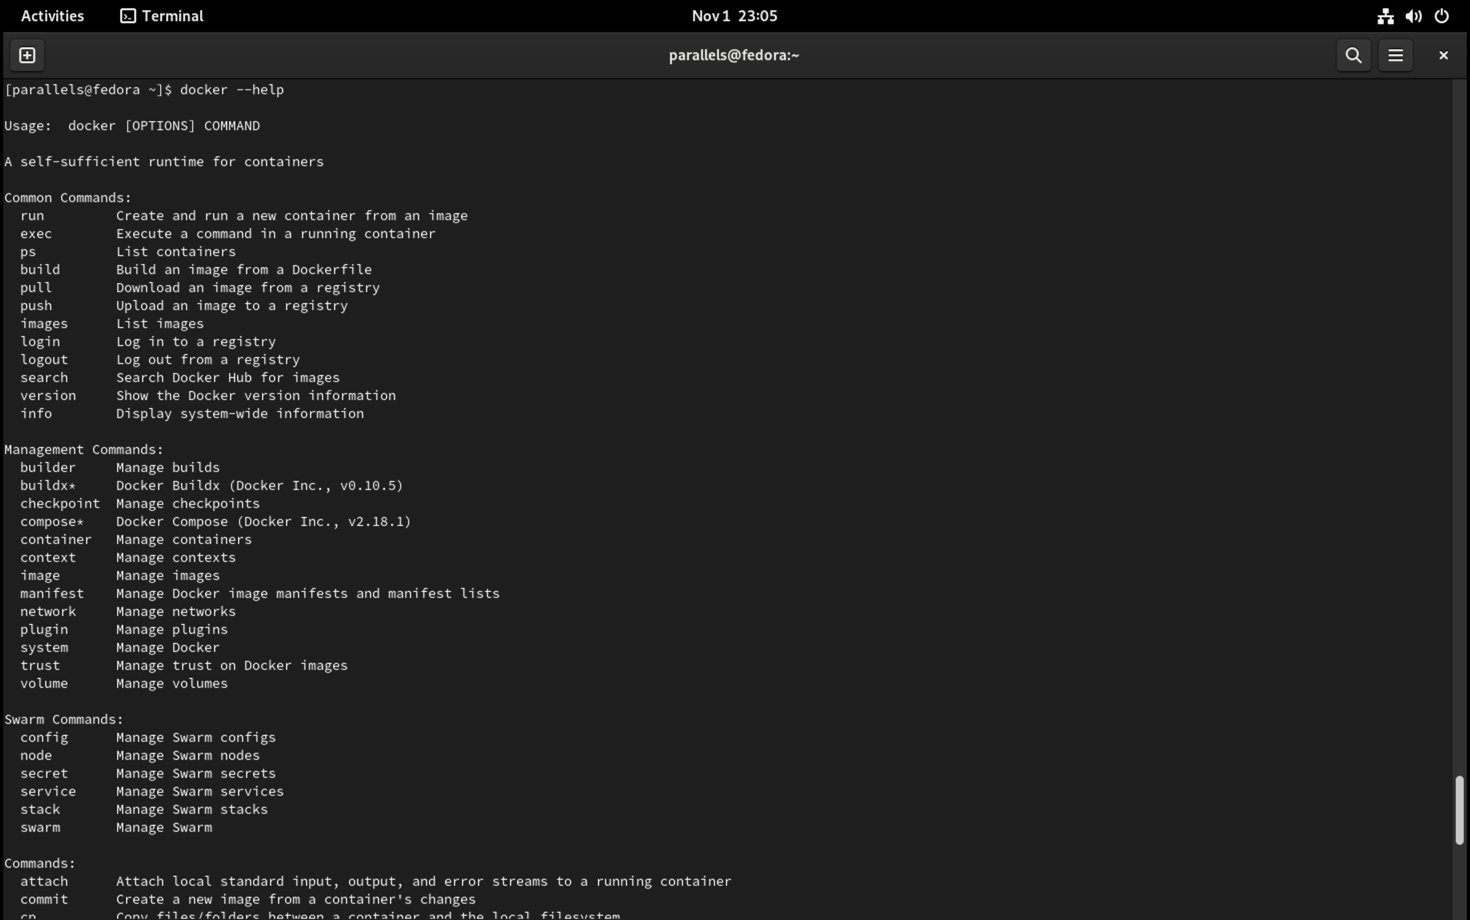 Activities Terminal Nov 1 23:05
parallels@fedora:~
[parallels@fedora ~]$ docker --help
Usage:  docker [OPTIONS] COMMAND
A self-sufficient runtime for containers
Common Commands:
  run         Create and run a new container from an image
  exec        Execute a command in a running container
  ps          List containers
  build       Build an image from a Dockerfile
  pull        Download an image from a registry
  push        Upload an image to a registry
  images      List images
  login       Log in to a registry
  logout      Log out from a registry
  search      Search Docker Hub for images
  version     Show the Docker version information
  info        Display system-wide information
Management Commands:
  builder     Manage builds
  buildx*     Docker Buildx (Docker Inc., v0.10.5)
  checkpoint  Manage checkpoints
  compose*    Docker Compose (Docker Inc., v2.18.1)
  container   Manage containers
  context     Manage contexts
  image       Manage images
  manifest    Manage Docker image manifests and manifest lists
  network     Manage networks
  plugin      Manage plugins
  system      Manage Docker
  trust       Manage trust on Docker images
  volume      Manage volumes
Swarm Commands:
  config      Manage Swarm configs
  node        Manage Swarm nodes
  secret      Manage Swarm secrets
  service     Manage Swarm services
  stack       Manage Swarm stacks
  swarm       Manage Swarm
Commands:
  attach      Attach local standard input, output, and error streams to a running container
  commit      Create a new image from a container's changes
  cp          Copy files/folders between a container and the local filesystem